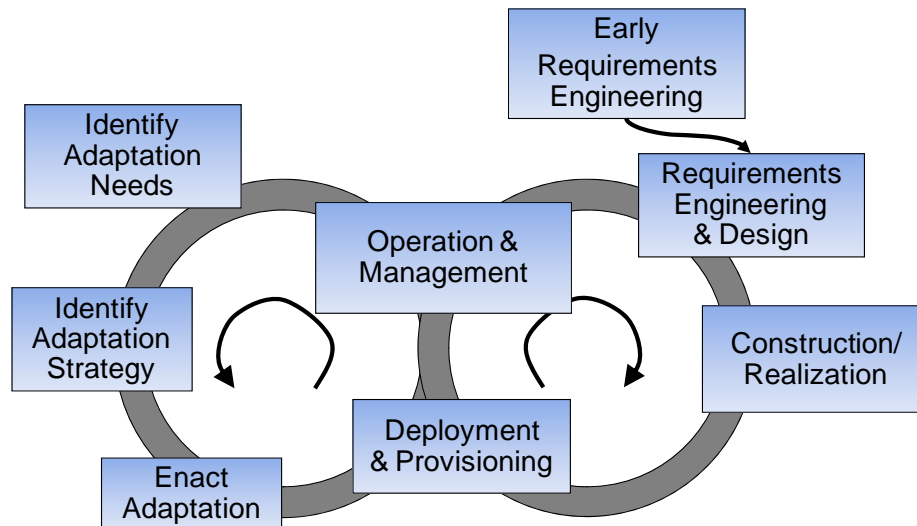 Early
Requirements
Engineering
Identify
Adaptation
Needs
Requirements
Engineering
& Design
Operation &
Management
Identify
Adaptation
Strategy
Construction/
Realization
Deployment
& Provisioning
Enact
Adaptation